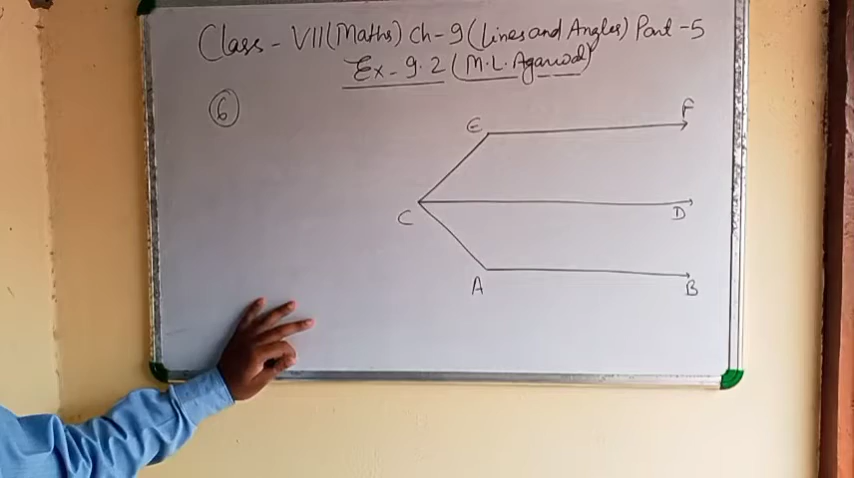 Class - VII (Maths) Ch-9 (Lines and Angles) Part -5
Ex- 9.2 (M.L. Agarwal)
6
E F
C D
A B